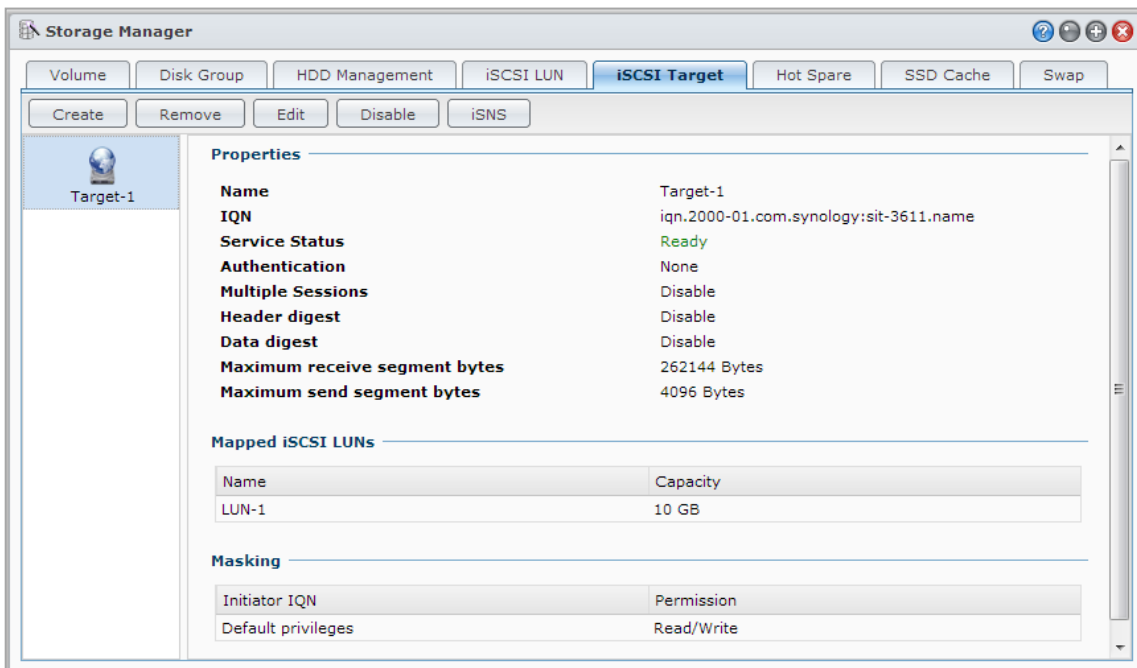 Storage Manager
Volume Disk Group HDD Management iSCSI LUN iSCSI Target Hot Spare SSD Cache Swap
Create Remove Edit Disable iSNS
Target-1
Properties
Name Target-1
IQN iqn.2000-01.com.synology:sit-3611.name
Service Status Ready
Authentication None
Multiple Sessions Disable
Header digest Disable
Data digest Disable
Maximum receive segment bytes 262144 Bytes
Maximum send segment bytes 4096 Bytes
Mapped iSCSI LUNs
Name Capacity
LUN-1 10 GB
Masking
Initiator IQN Permission
Default privileges Read/Write